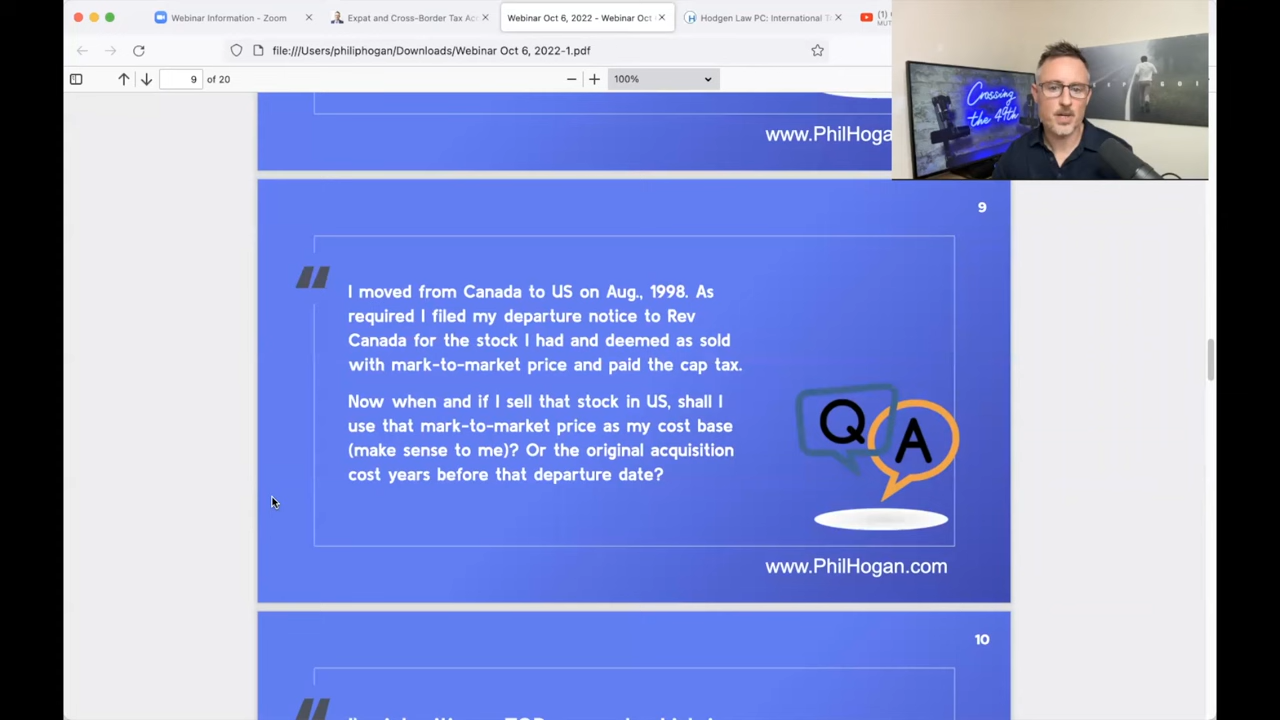 Webinar Information - Zoom
Expat and Cross-Border Tax Ac
Webinar Oct 6, 2022 - Webinar Oct
Hodgen Law PC: International T
(1)
MUT
file:///Users/philiphogan/Downloads/Webinar Oct 6, 2022-1.pdf
9 of 20
100%
Crossing
the 49th
www.PhilHogan.
9
I moved from Canada to US on Aug., 1998. As
required I filed my departure notice to Rev
Canada for the stock I had and deemed as sold
with mark-to-market price and paid the cap tax.
Now when and if I sell that stock in US, shall I
use that mark-to-market price as my cost base
(make sense to me)? Or the original acquisition
cost years before that departure date?
Q
A
www.PhilHogan.com
10